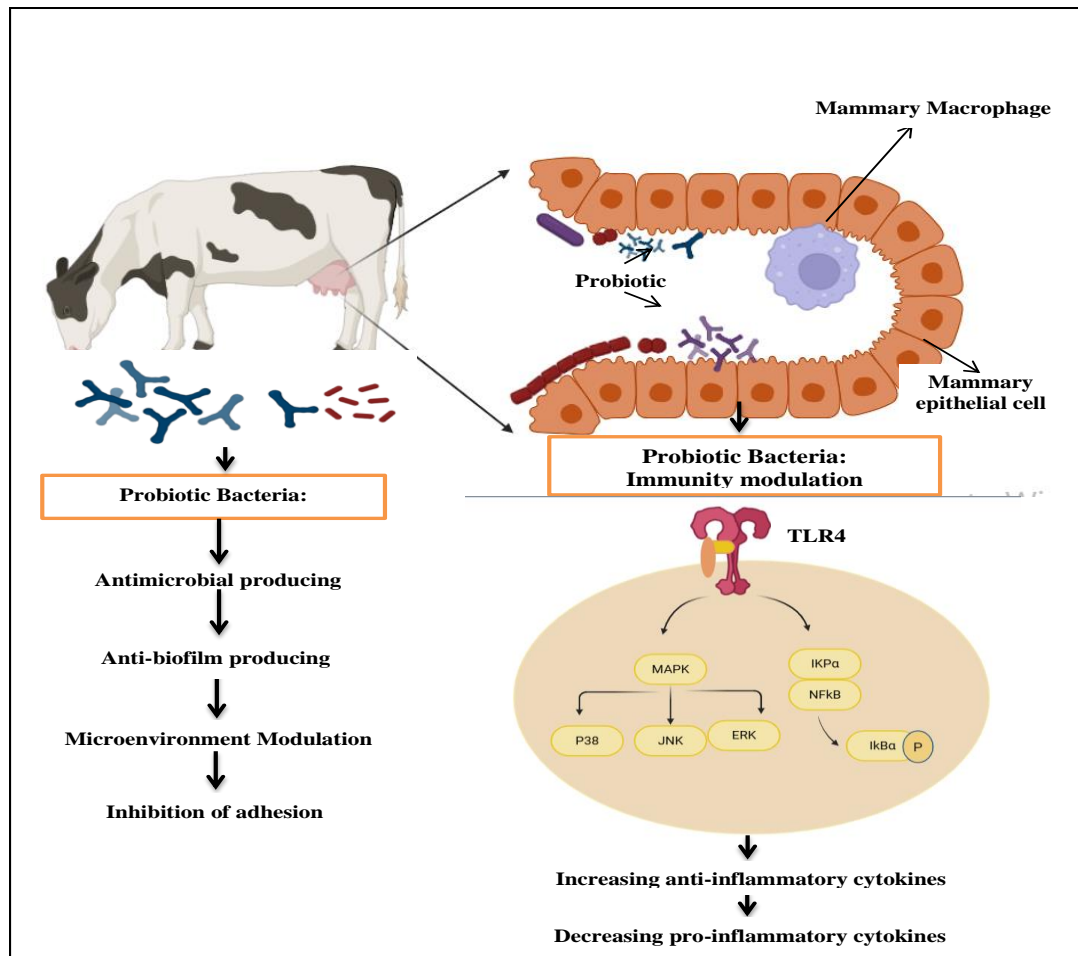 Mammary Macrophage
Probiotic
Mammary
epithelial cell
Probiotic Bacteria:
Immunity modulation
Probiotic Bacteria:
TLR4
Antimicrobial producing
Anti-biofilm producing
Microenvironment Modulation
Inhibition of adhesion
MAPK
IKPα
NFkB
P38
JNK
ERK
IkBα
P
Increasing anti-inflammatory cytokines
Decreasing pro-inflammatory cytokines